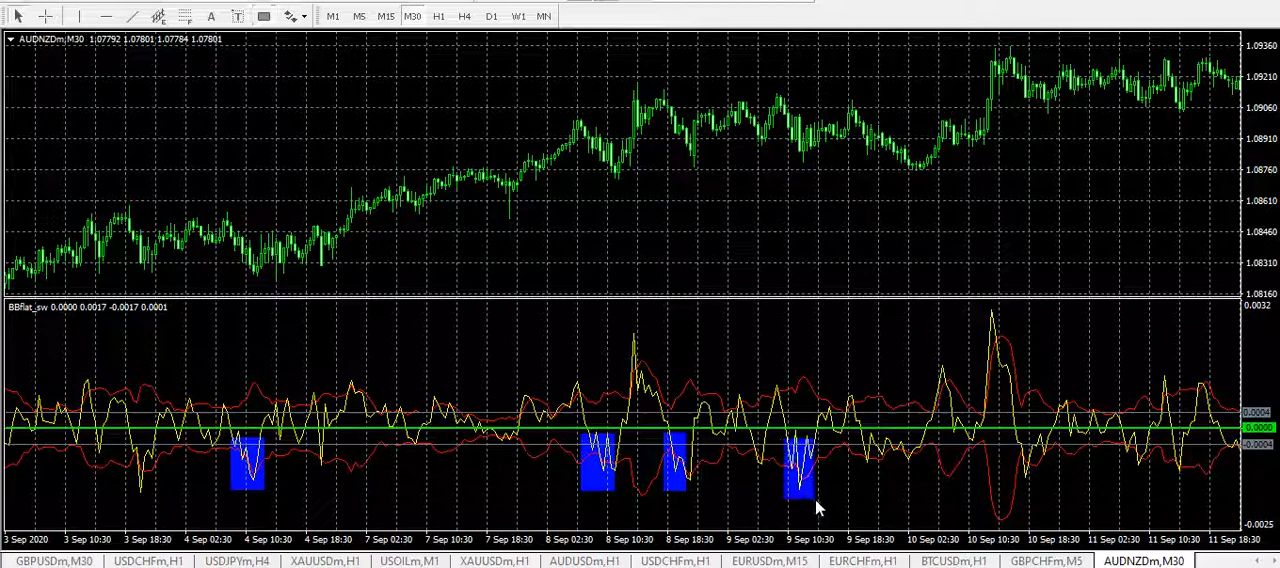 A T M1 M5 M15 M30 H1 H4 D1 W1 MN
AUDNZDm,M30 1.07792 1.07801 1.07784 1.07801
1.09360
1.09210
1.09060
1.08910
1.08760
1.08610
1.08460
1.08310
1.08160
BBflat_sw 0.0000 0.0017 -0.0017 0.0001
0.0032
0.0004
0.0000
-0.0004
-0.0025
3 Sep 2020 3 Sep 10:30 3 Sep 18:30 4 Sep 02:30 4 Sep 10:30 4 Sep 18:30 7 Sep 02:30 7 Sep 10:30 7 Sep 18:30 8 Sep 02:30 8 Sep 10:30 8 Sep 18:30 9 Sep 02:30 9 Sep 10:30 9 Sep 18:30 10 Sep 02:30 10 Sep 10:30 10 Sep 18:30 11 Sep 02:30 11 Sep 10:30 11 Sep 18:30
GBPUSDm,M30 USDCHFm,H1 USDJPYm,H4 XAUUSDm,H1 USOILm,M1 XAUUSDm,H1 AUDUSDm,H1 USDCHFm,H1 EURUSDm,M15 EURCHFm,H1 BTCUSDm,H1 GBPCHFm,M5 AUDNZDm,M30